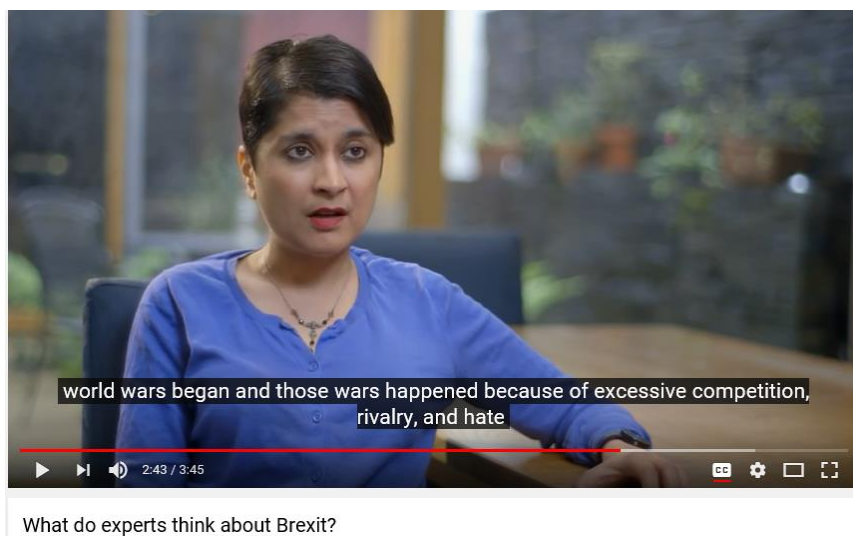 world wars began and those wars happened because of excessive competition,
rivalry, and hate
2:43 / 3:45
CC
What do experts think about Brexit?